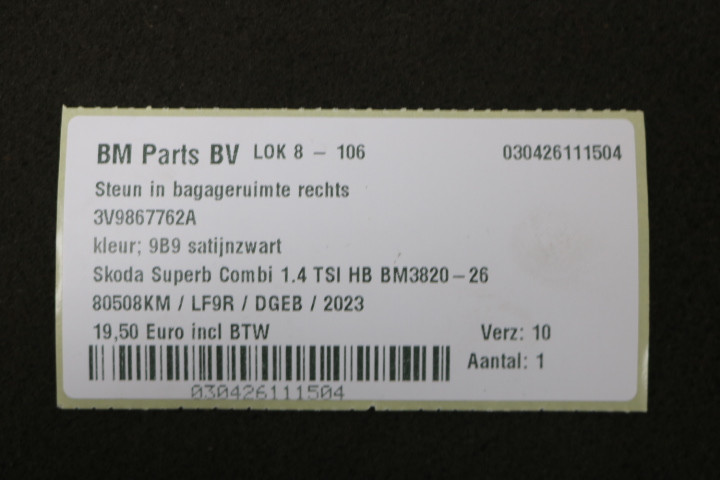 BM Parts BV LOK 8 - 106 030426111504
Steun in bagageruimte rechts
3V9867762A
kleur; 9B9 satijnzwart
Skoda Superb Combi 1.4 TSI HB BM3820-26
80508KM / LF9R / DGEB / 2023
19,50 Euro incl BTW Verz: 10
Aantal: 1
030426111504